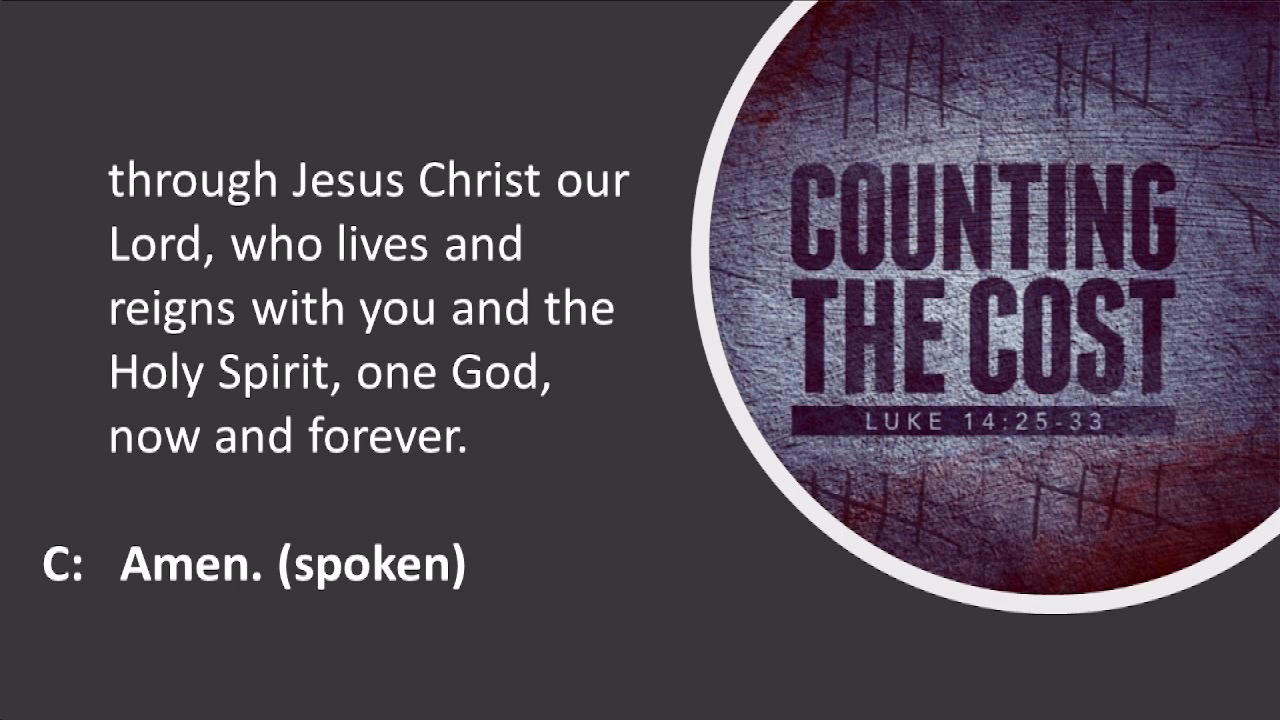 through Jesus Christ our
Lord, who lives and
reigns with you and the
Holy Spirit, one God,
now and forever.
C: Amen. (spoken)
COUNTING
THE COST
LUKE 14:25-33